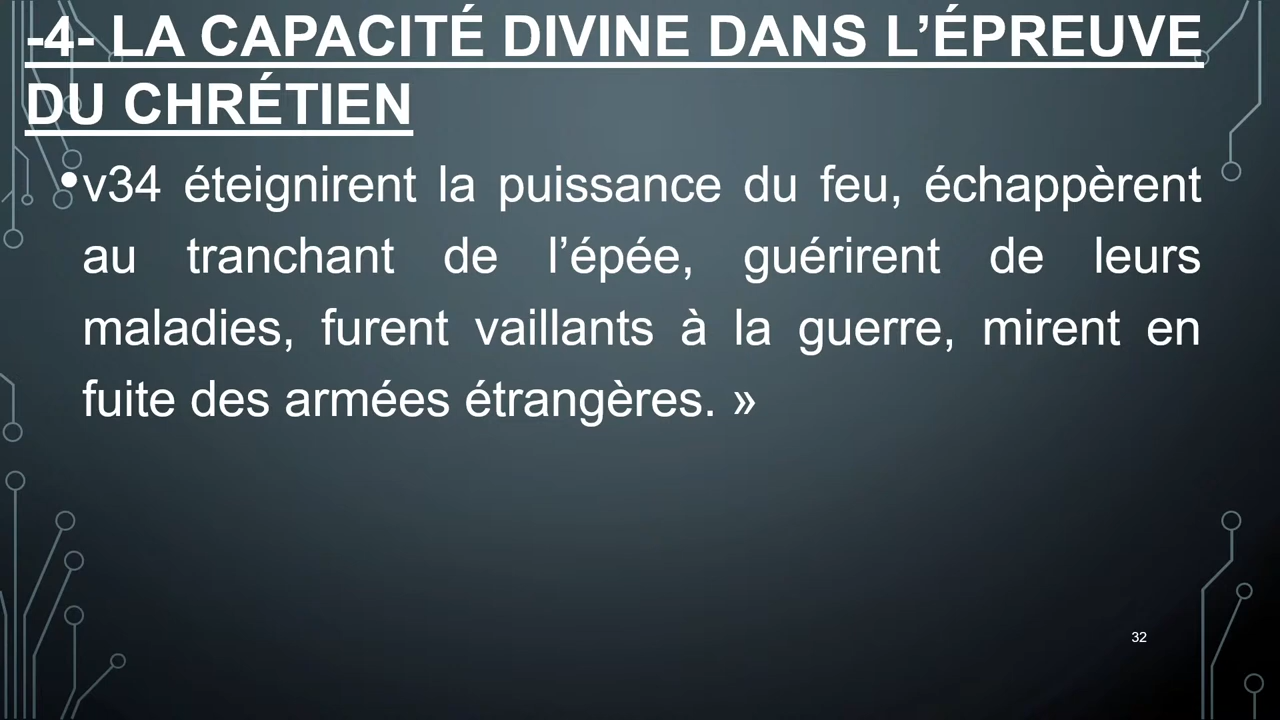 -4- LA CAPACITÉ DIVINE DANS L’ÉPREUVE
DU CHRÉTIEN
•v34 éteignirent la puissance du feu, échappèrent
au tranchant de l’épée, guérirent de leurs
maladies, furent vaillants à la guerre, mirent en
fuite des armées étrangères. »
32